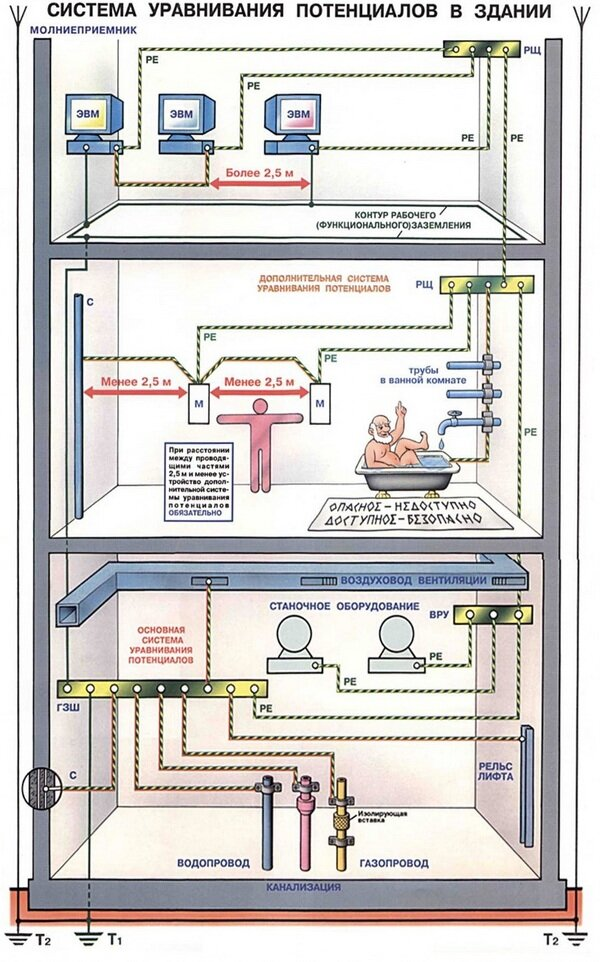 СИСТЕМА УРАВНИВАНИЯ ПОТЕНЦИАЛОВ В ЗДАНИИ
МОЛНИЕПРИЕМНИК
РЩ
PE
PE
PE
PE
ЭВМ
ЭВМ
ЭВМ
Более 2,5 м
КОНТУР РАБОЧЕГО
(ФУНКЦИОНАЛЬНОГО)ЗАЗЕМЛЕНИЯ
ДОПОЛНИТЕЛЬНАЯ СИСТЕМА
УРАВНИВАНИЯ ПОТЕНЦИАЛОВ
РЩ
С
PE
PE
трубы
в ванной комнате
Менее 2,5 м
Менее 2,5 м
М
М
PE
При расстоянии
между проводя-
щими частями
2,5 м и менее ус-
тройство допол-
нительной систе-
мы уравнивания
потенциалов
ОБЯЗАТЕЛЬНО
ОПАСНОЕ–НЕДОСТУПНО
ДОСТУПНОЕ–БЕЗОПАСНО
ВОЗДУХОВОД ВЕНТИЛЯЦИИ
СТАНОЧНОЕ ОБОРУДОВАНИЕ
ВРУ
ОСНОВНАЯ
СИСТЕМА
УРАВНИВАНИЯ
ПОТЕНЦИАЛОВ
PE
PE
ГЗШ
PE
С
РЕЛЬС
ЛИФТА
Изолирующая
вставка
ВОДОПРОВОД
ГАЗОПРОВОД
КАНАЛИЗАЦИЯ
T2
T1
T2